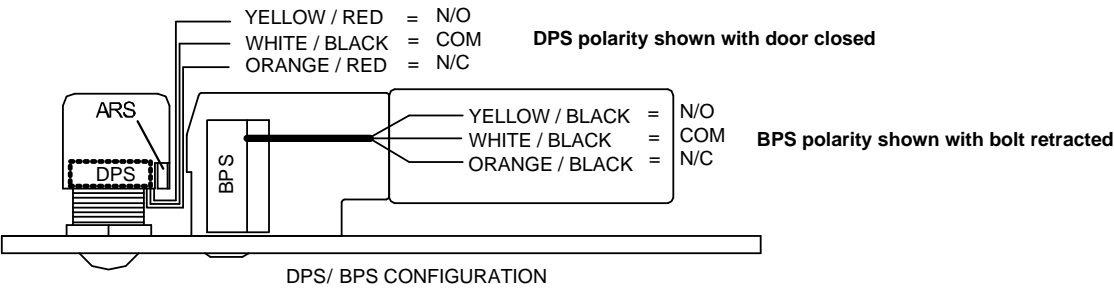 YELLOW / RED = N/O
WHITE / BLACK = COM
ORANGE / RED = N/C
DPS polarity shown with door closed
ARS
DPS
BPS
YELLOW / BLACK = N/O
WHITE / BLACK = COM
ORANGE / BLACK = N/C
BPS polarity shown with bolt retracted
DPS/ BPS CONFIGURATION